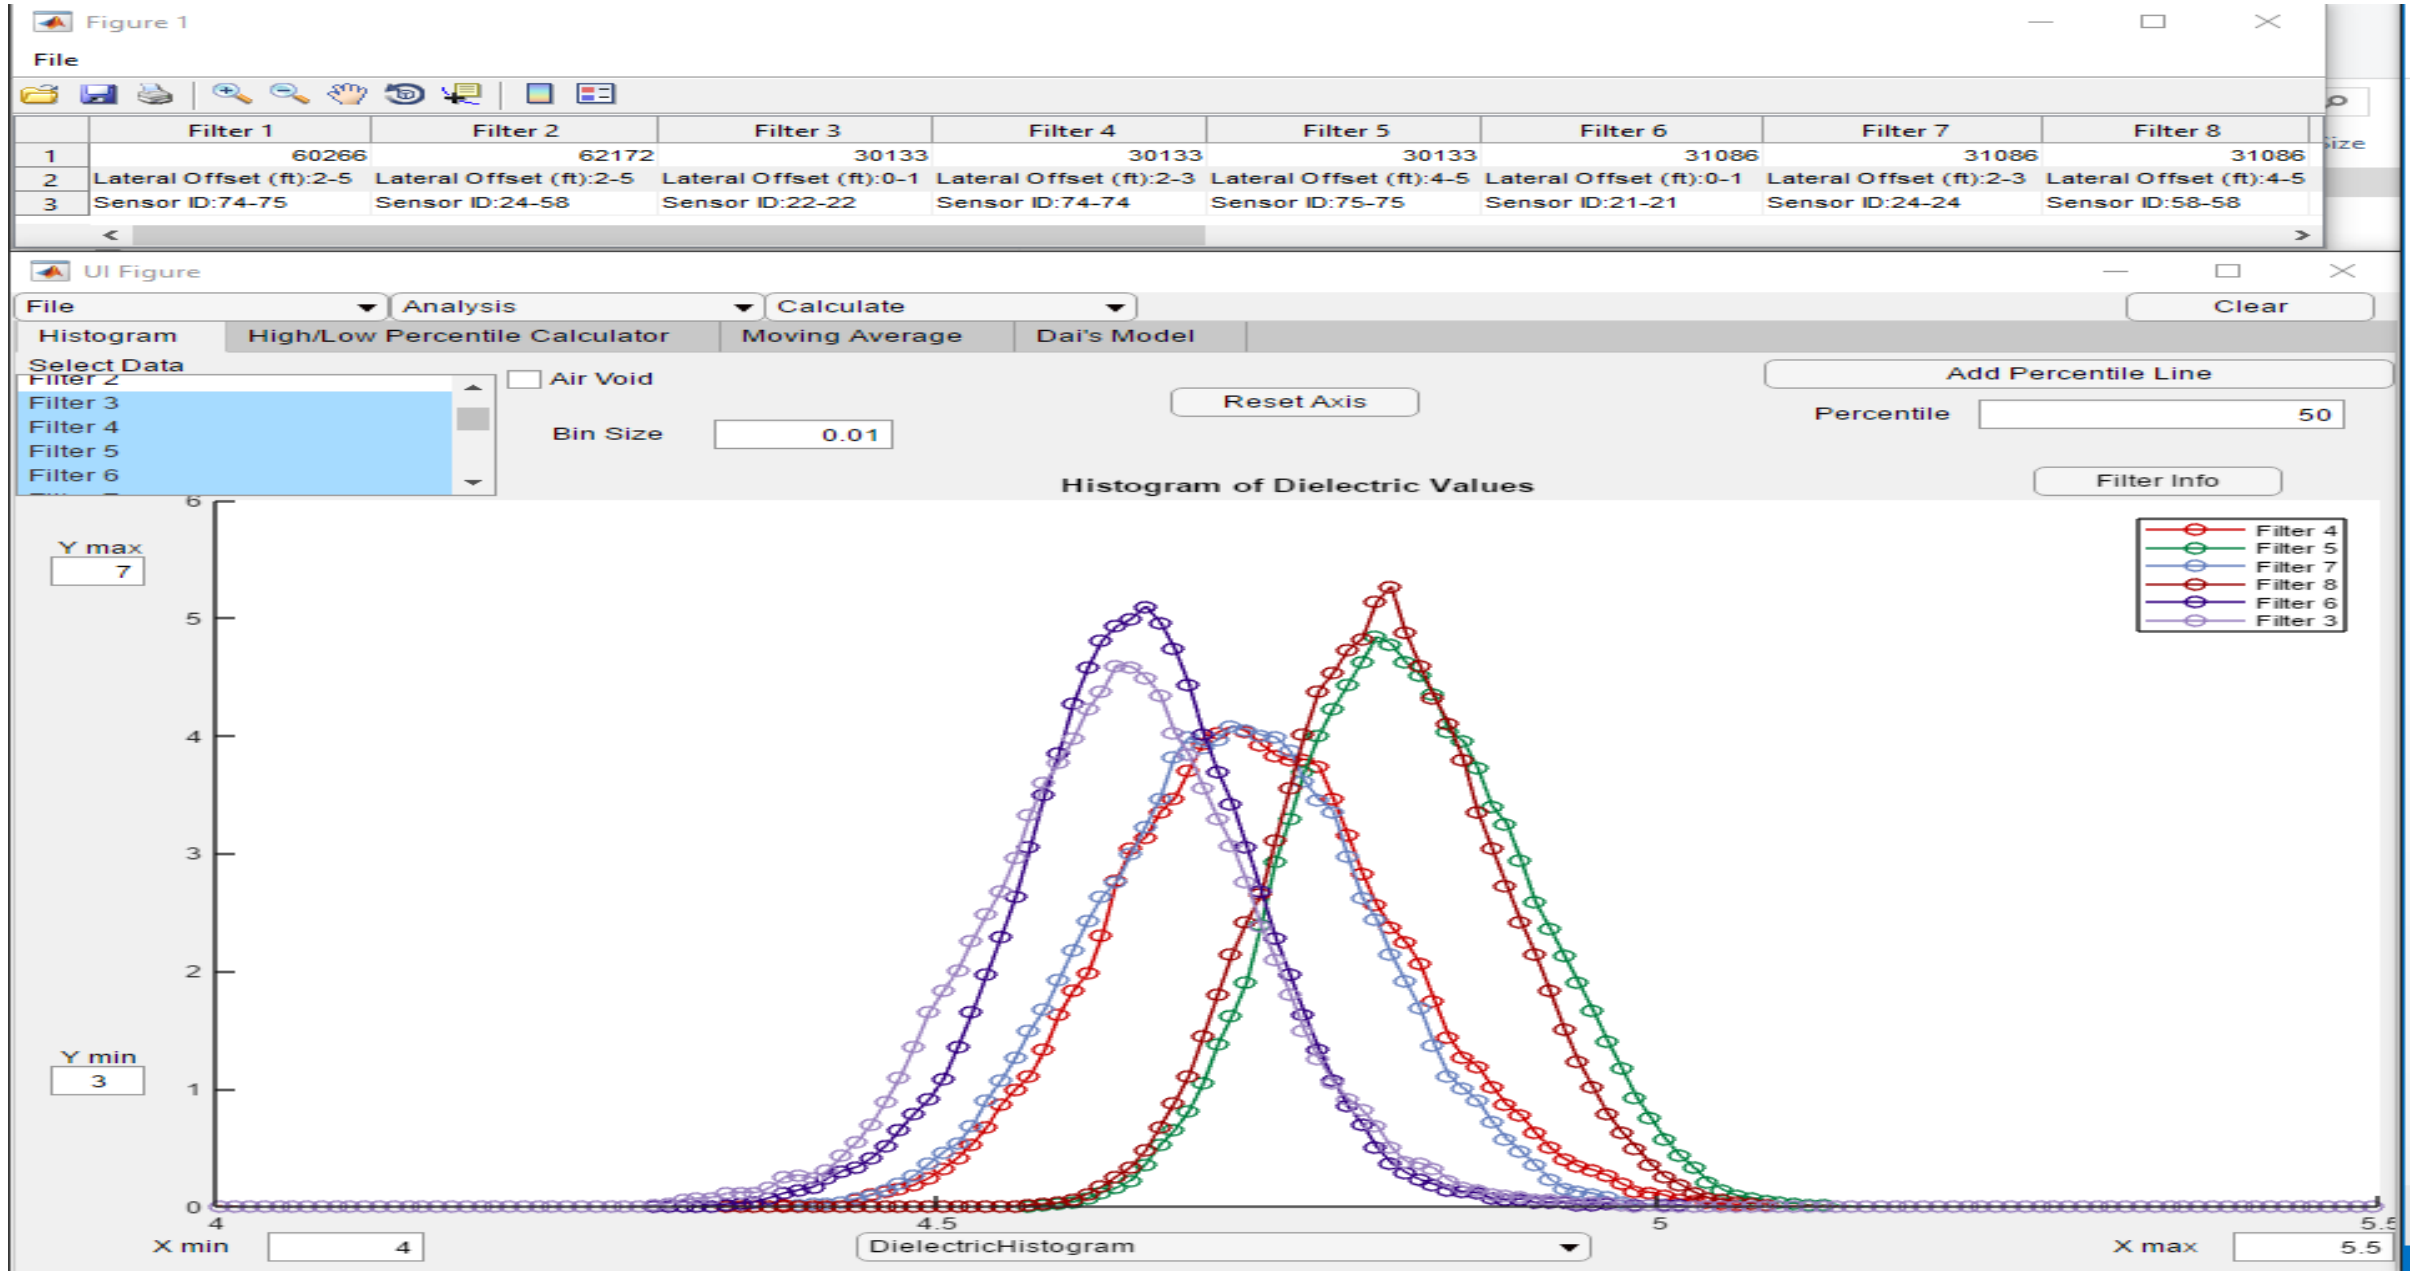 Figure 1
File
Filter 1 Filter 2 Filter 3 Filter 4 Filter 5 Filter 6 Filter 7 Filter 8
1 60266 62172 30133 30133 30133 31086 31086 31086
2 Lateral Offset (ft):2-5 Lateral Offset (ft):2-5 Lateral Offset (ft):0-1 Lateral Offset (ft):2-3 Lateral Offset (ft):4-5 Lateral Offset (ft):0-1 Lateral Offset (ft):2-3 Lateral Offset (ft):4-5
3 Sensor ID:74-75 Sensor ID:24-58 Sensor ID:22-22 Sensor ID:74-74 Sensor ID:75-75 Sensor ID:21-21 Sensor ID:24-24 Sensor ID:58-58
UI Figure
File Analysis Calculate Clear
Histogram High/Low Percentile Calculator Moving Average Dai's Model
Select Data
Filter 2
Filter 3
Filter 4
Filter 5
Filter 6
Air Void
Bin Size 0.01
Reset Axis
Add Percentile Line
Percentile 50
Filter Info
Histogram of Dielectric Values
Y max
7
Y min
3
6
5
4
3
2
1
0
4 4.5 5 5.5
Filter 4
Filter 5
Filter 7
Filter 8
Filter 6
Filter 3
X min 4 DielectricHistogram X max 5.5